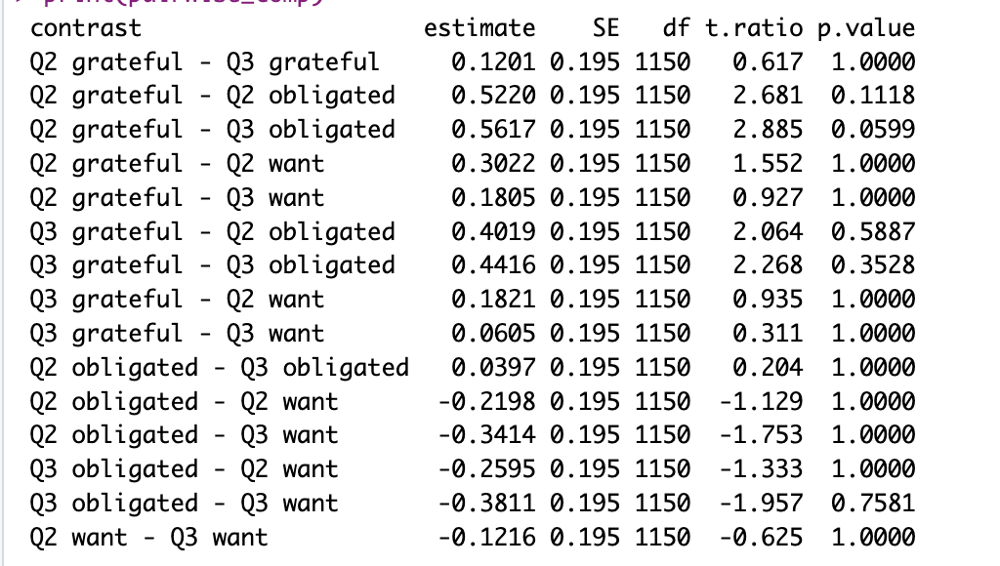 > print(pairwise_comp)
contrast estimate SE df t.ratio p.value
Q2 grateful - Q3 grateful 0.1201 0.195 1150 0.617 1.0000
Q2 grateful - Q2 obligated 0.5220 0.195 1150 2.681 0.1118
Q2 grateful - Q3 obligated 0.5617 0.195 1150 2.885 0.0599
Q2 grateful - Q2 want 0.3022 0.195 1150 1.552 1.0000
Q2 grateful - Q3 want 0.1805 0.195 1150 0.927 1.0000
Q3 grateful - Q2 obligated 0.4019 0.195 1150 2.064 0.5887
Q3 grateful - Q3 obligated 0.4416 0.195 1150 2.268 0.3528
Q3 grateful - Q2 want 0.1821 0.195 1150 0.935 1.0000
Q3 grateful - Q3 want 0.0605 0.195 1150 0.311 1.0000
Q2 obligated - Q3 obligated 0.0397 0.195 1150 0.204 1.0000
Q2 obligated - Q2 want -0.2198 0.195 1150 -1.129 1.0000
Q2 obligated - Q3 want -0.3414 0.195 1150 -1.753 1.0000
Q3 obligated - Q2 want -0.2595 0.195 1150 -1.333 1.0000
Q3 obligated - Q3 want -0.3811 0.195 1150 -1.957 0.7581
Q2 want - Q3 want -0.1216 0.195 1150 -0.625 1.0000